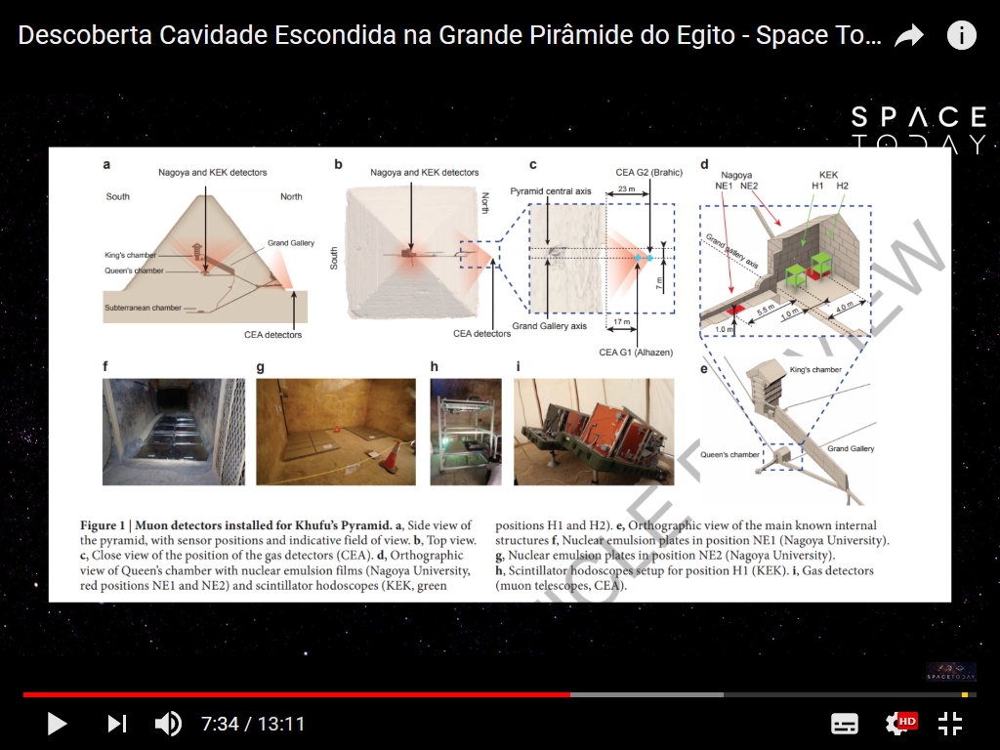 Descoberta Cavidade Escondida na Grande Pirâmide do Egito - Space To...
SPACE
TODAY
a
Nagoya and KEK detectors
South
North
Grand Gallery
King's chamber
Queen's chamber
Subterranean chamber
CEA detectors
b
Nagoya and KEK detectors
North
South
CEA detectors
c
CEA G2 (Brahic)
23 m
Pyramid central axis
7 m
Grand Gallery axis
17 m
CEA G1 (Alhazen)
d
Nagoya
NE1 NE2
KEK
H1 H2
Grand gallery axis
5.5 m
1.0 m
4.0 m
1.0 m
e
King's chamber
Grand Gallery
Queen's chamber
f
g
h
i
Figure 1 | Muon detectors installed for Khufu's Pyramid. a, Side view of
the pyramid, with sensor positions and indicative field of view. b, Top view.
c, Close view of the position of the gas detectors (CEA). d, Orthographic
view of Queen's chamber with nuclear emulsion films (Nagoya University,
red positions NE1 and NE2) and scintillator hodoscopes (KEK, green
positions H1 and H2). e, Orthographic view of the main known internal
structures f, Nuclear emulsion plates in position NE1 (Nagoya University).
g, Nuclear emulsion plates in position NE2 (Nagoya University).
h, Scintillator hodoscopes setup for position H1 (KEK). i, Gas detectors
(muon telescopes, CEA).
SPACETODAY
7:34 / 13:11
HD